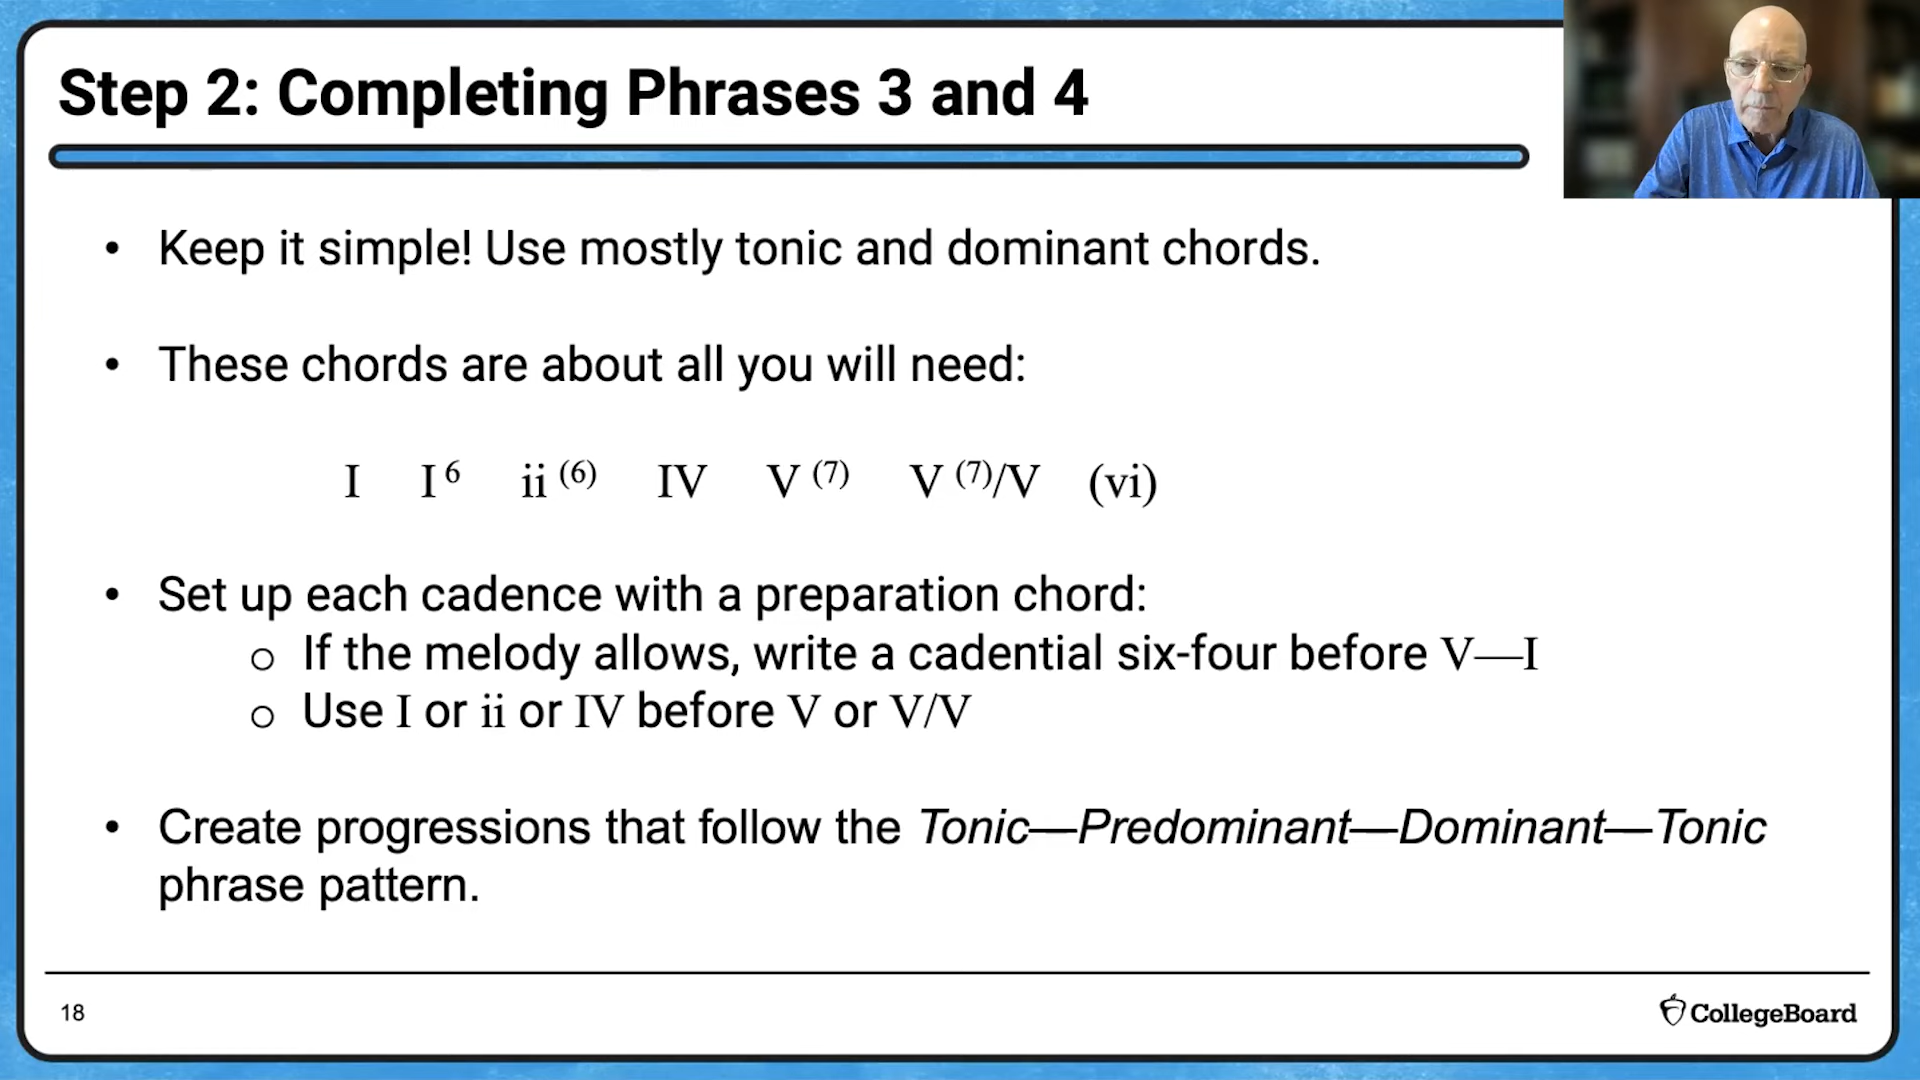 Step 2: Completing Phrases 3 and 4
• Keep it simple! Use mostly tonic and dominant chords.
• These chords are about all you will need:
I I⁶ ii ⁽⁶⁾ IV V ⁽⁷⁾ V ⁽⁷⁾/V (vi)
• Set up each cadence with a preparation chord:
o If the melody allows, write a cadential six-four before V—I
o Use I or ii or IV before V or V/V
• Create progressions that follow the Tonic—Predominant—Dominant—Tonic
phrase pattern.
18
CollegeBoard